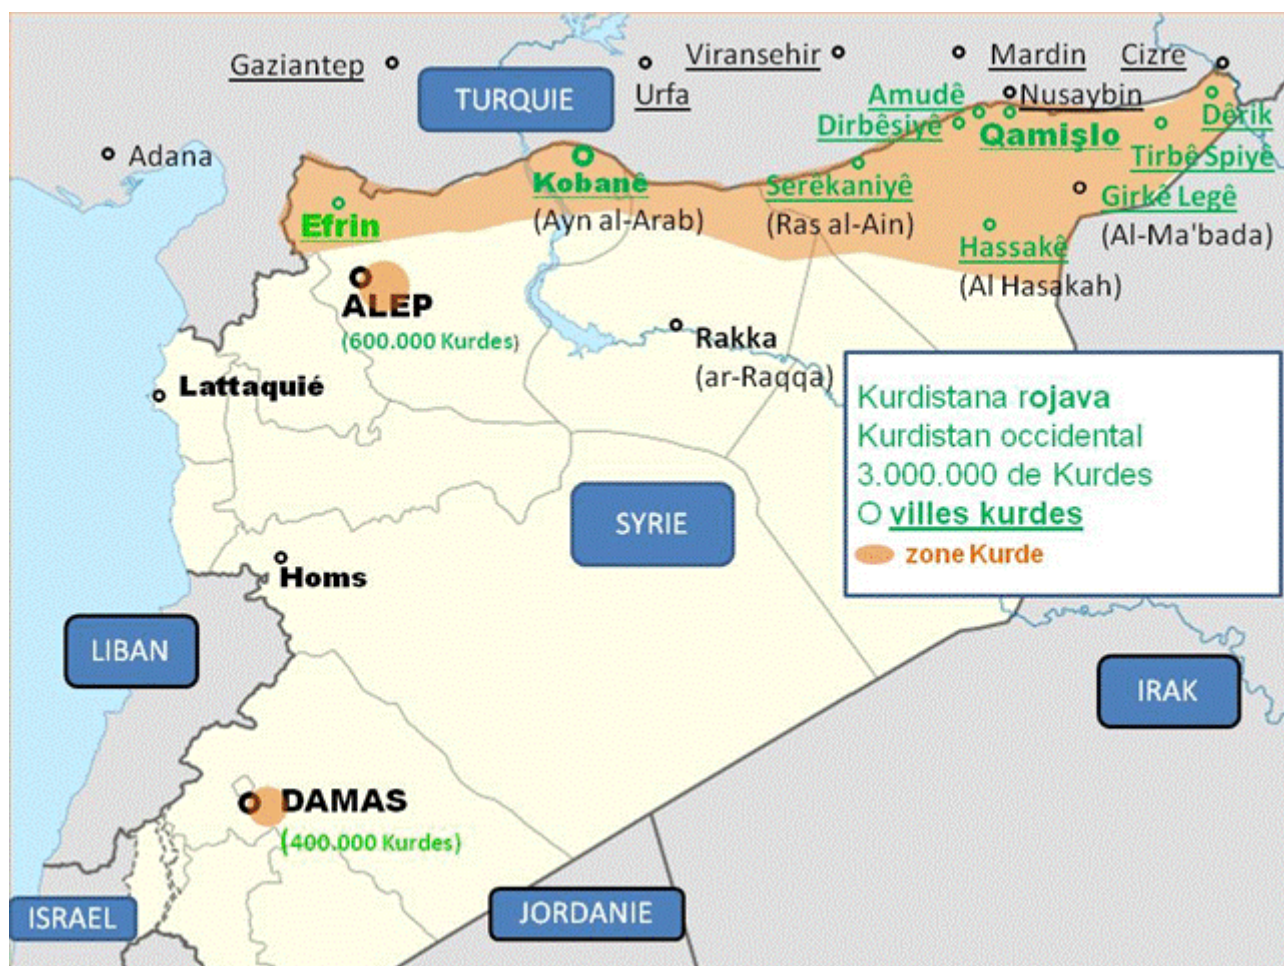 Gaziantep
TURQUIE
Urfa
Viransehir
Mardin
Cizre
Adana
Amudê
Nusaybin
Dêrik
Dirbêsiyê
Qamişlo
Tirbê Spiyê
Kobanê
(Ayn al-Arab)
Serêkaniyê
(Ras al-Ain)
Girkê Legê
(Al-Ma'bada)
Efrin
Hassakê
(Al Hasakah)
ALEP
(600.000 Kurdes)
Rakka
(ar-Raqqa)
Lattaquié
Kurdistana rojava
Kurdistan occidental
3.000.000 de Kurdes
villes kurdes
zone Kurde
SYRIE
Homs
LIBAN
IRAK
DAMAS
(400.000 Kurdes)
ISRAEL
JORDANIE